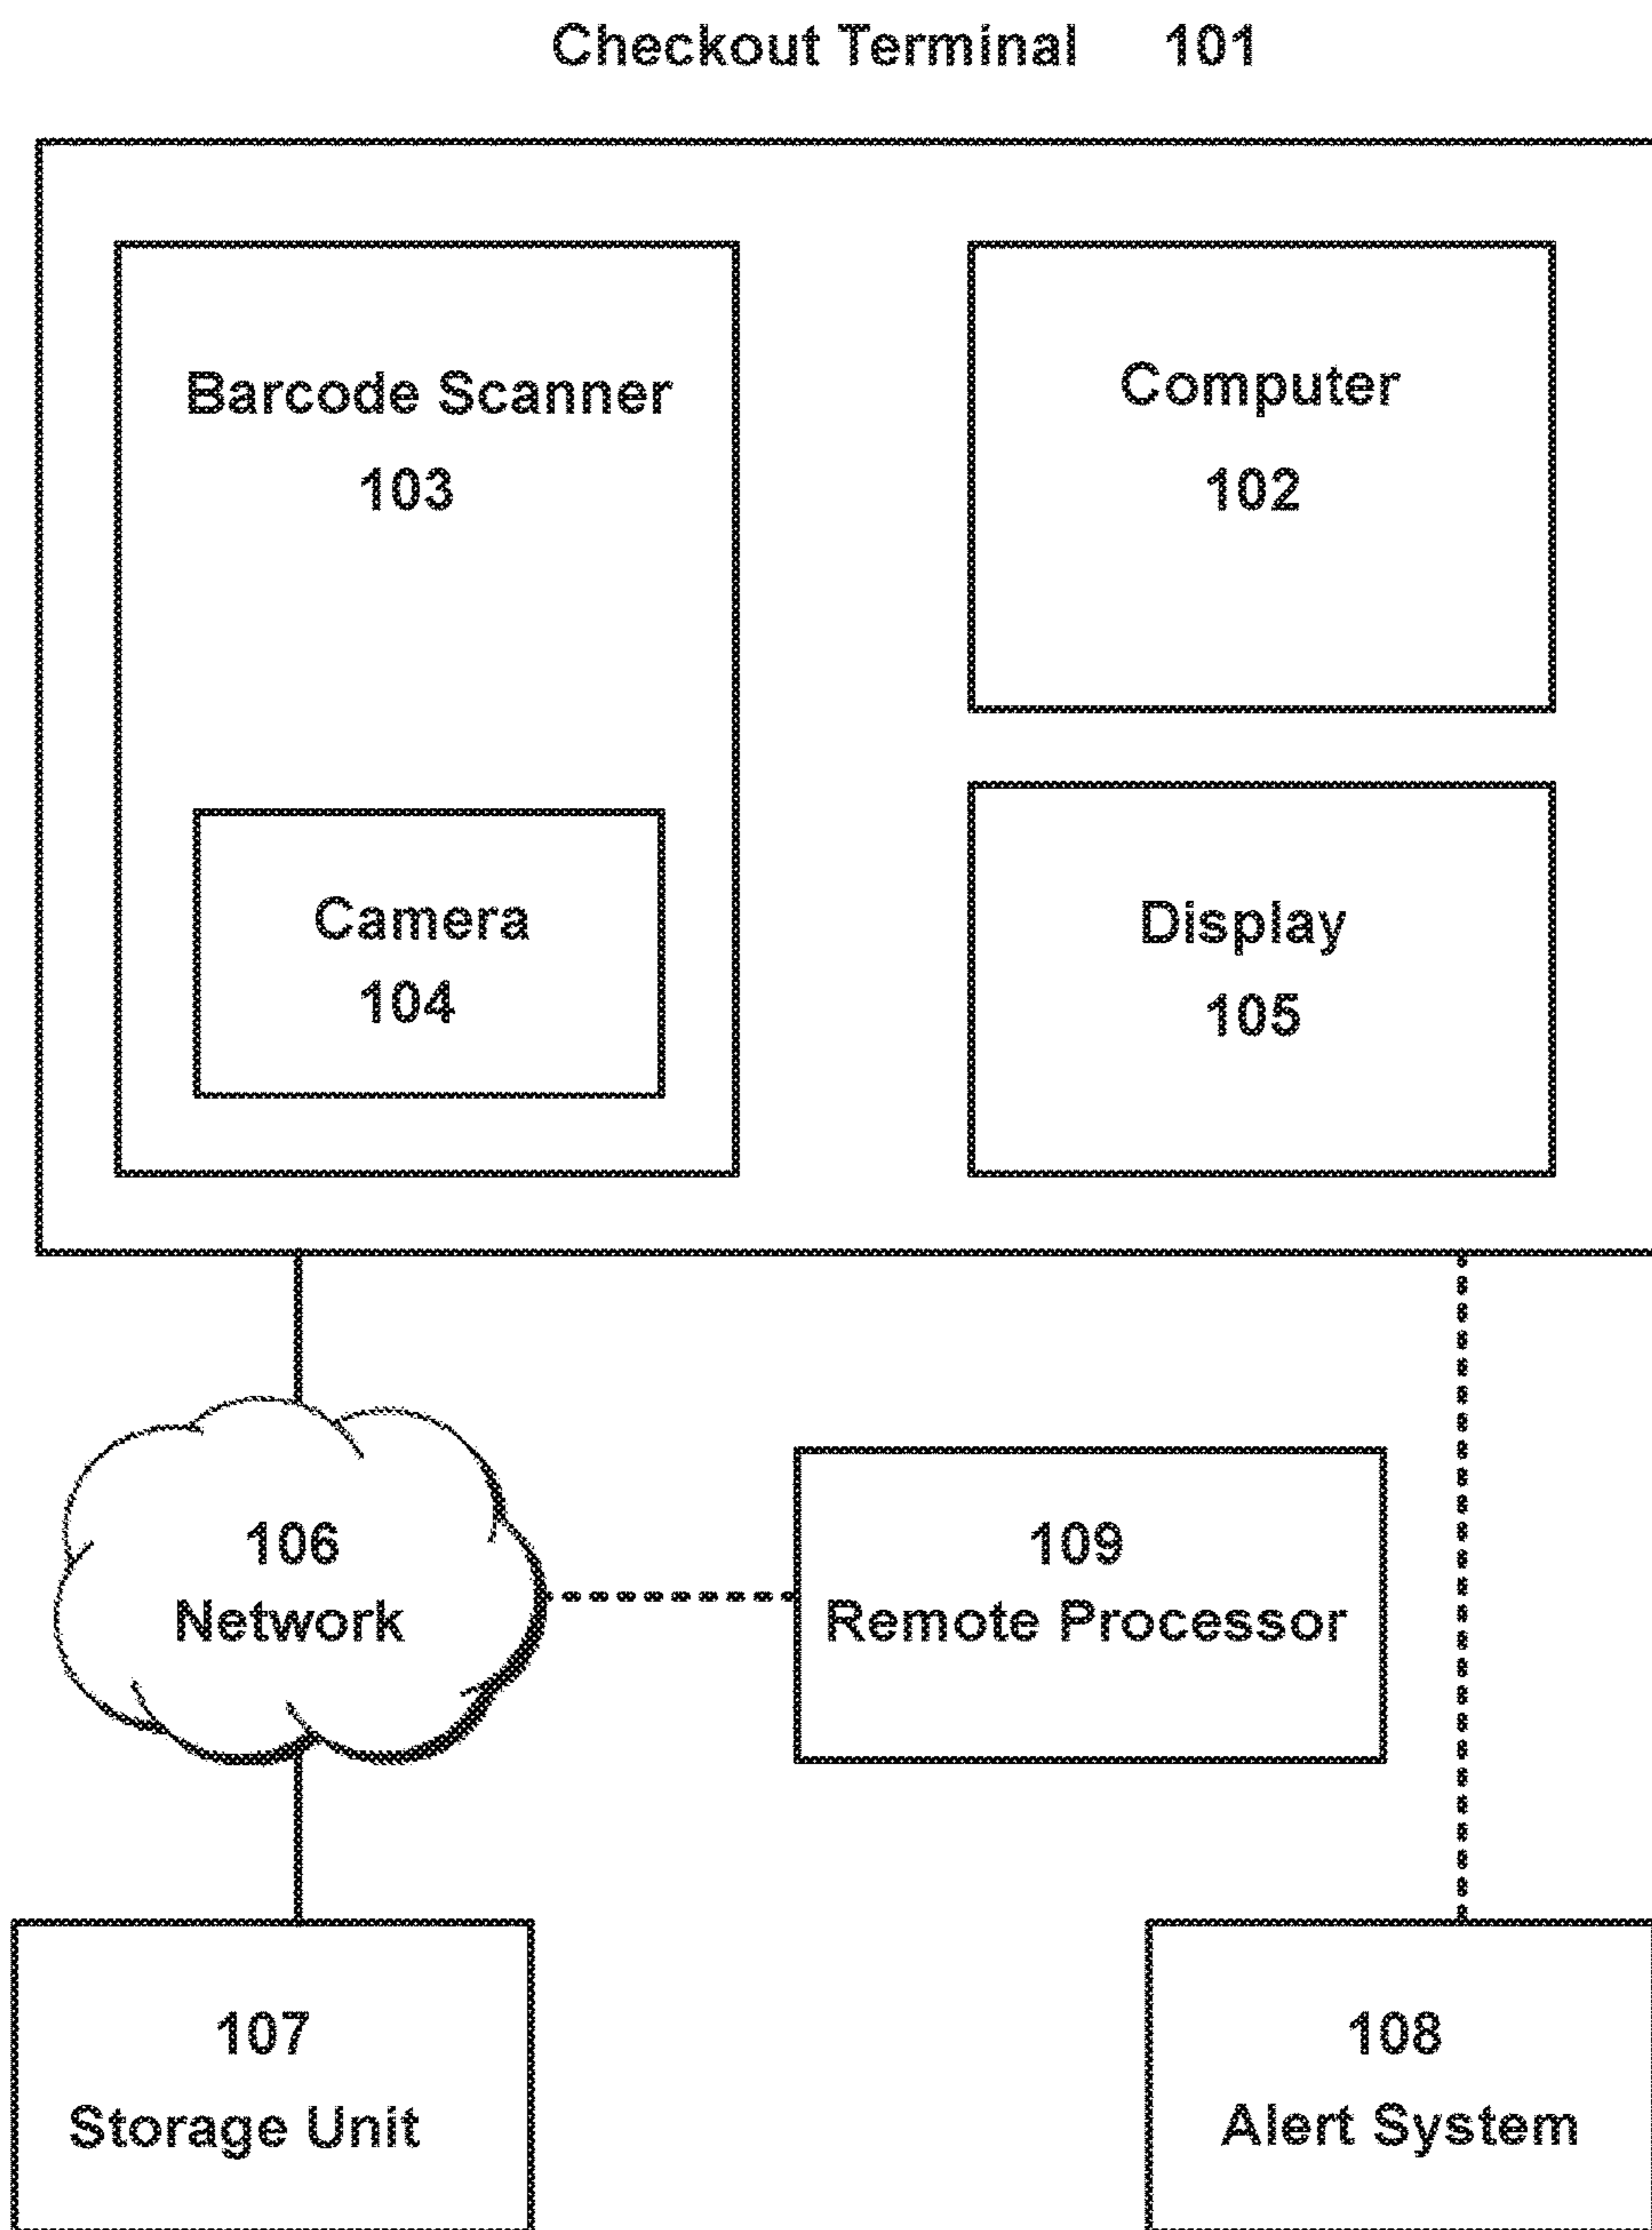 Checkout Terminal 101
Barcode Scanner
103
Computer
102
Camera
104
Display
105
106
Network
109
Remote Processor
107
Storage Unit
108
Alert System